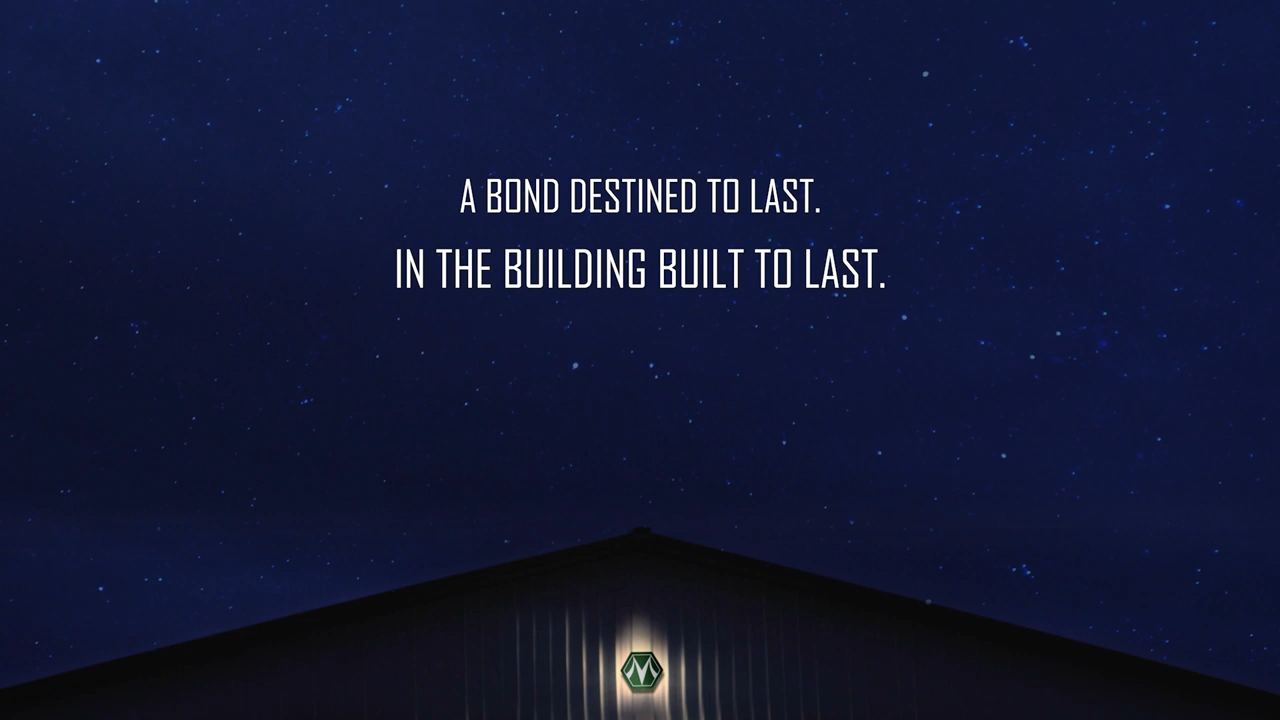 A BOND DESTINED TO LAST.
IN THE BUILDING BUILT TO LAST.
M